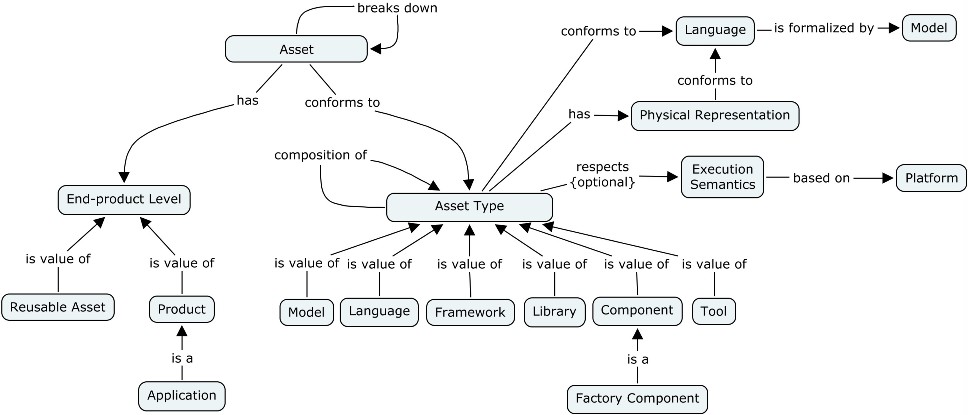 breaks down
Asset
conforms to
Language
is formalized by
Model
has
conforms to
conforms to
has
Physical Representation
composition of
respects
{optional}
Execution
Semantics
based on
Platform
End-product Level
Asset Type
is value of
is value of
is value of
is value of
is value of
is value of
is value of
is value of
Reusable Asset
Product
Model
Language
Framework
Library
Component
Tool
is a
is a
Application
Factory Component